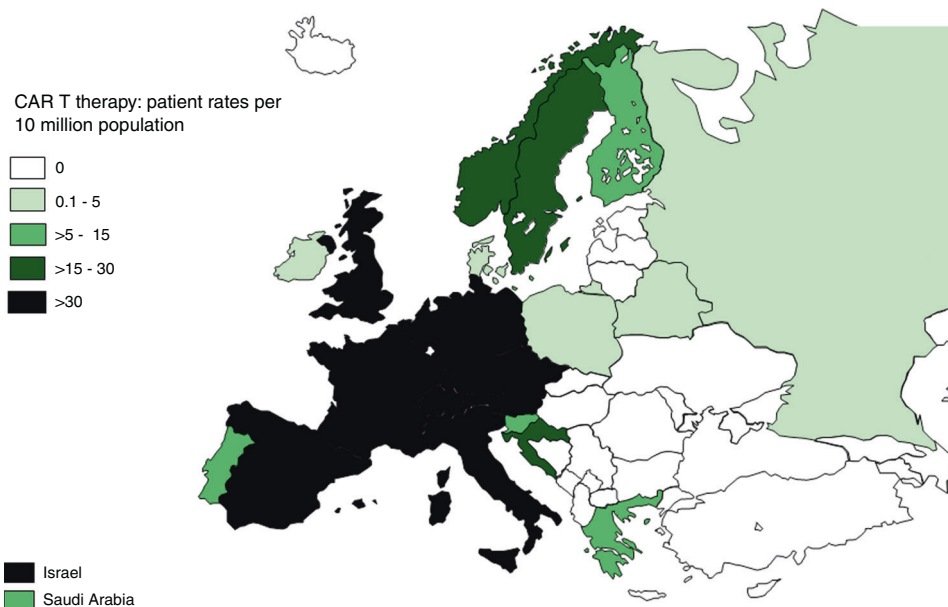 CAR T therapy: patient rates per
10 million population
0
0.1 - 5
>5 - 15
>15 - 30
>30
Israel
Saudi Arabia